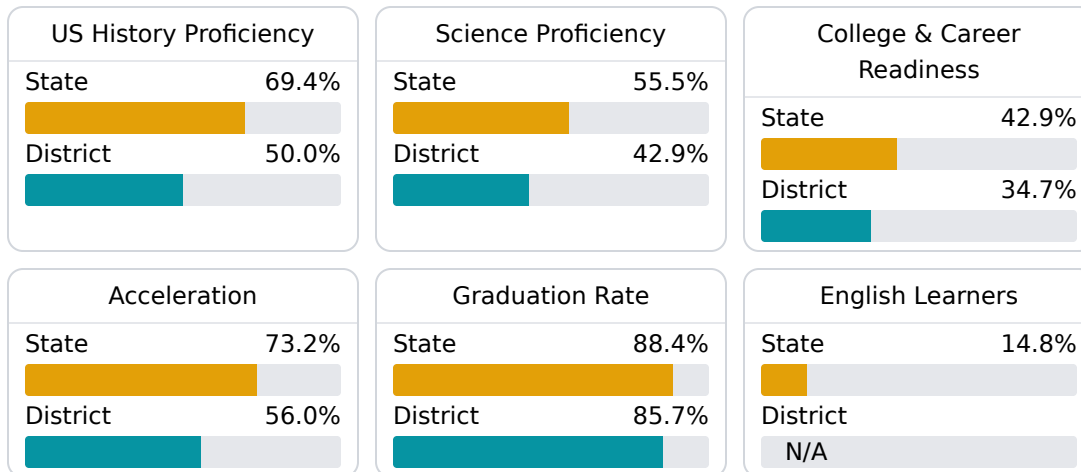 US History Proficiency
State 69.4%
District 50.0%
Science Proficiency
State 55.5%
District 42.9%
College & Career
Readiness
State 42.9%
District 34.7%
Acceleration
State 73.2%
District 56.0%
Graduation Rate
State 88.4%
District 85.7%
English Learners
State 14.8%
District
N/A